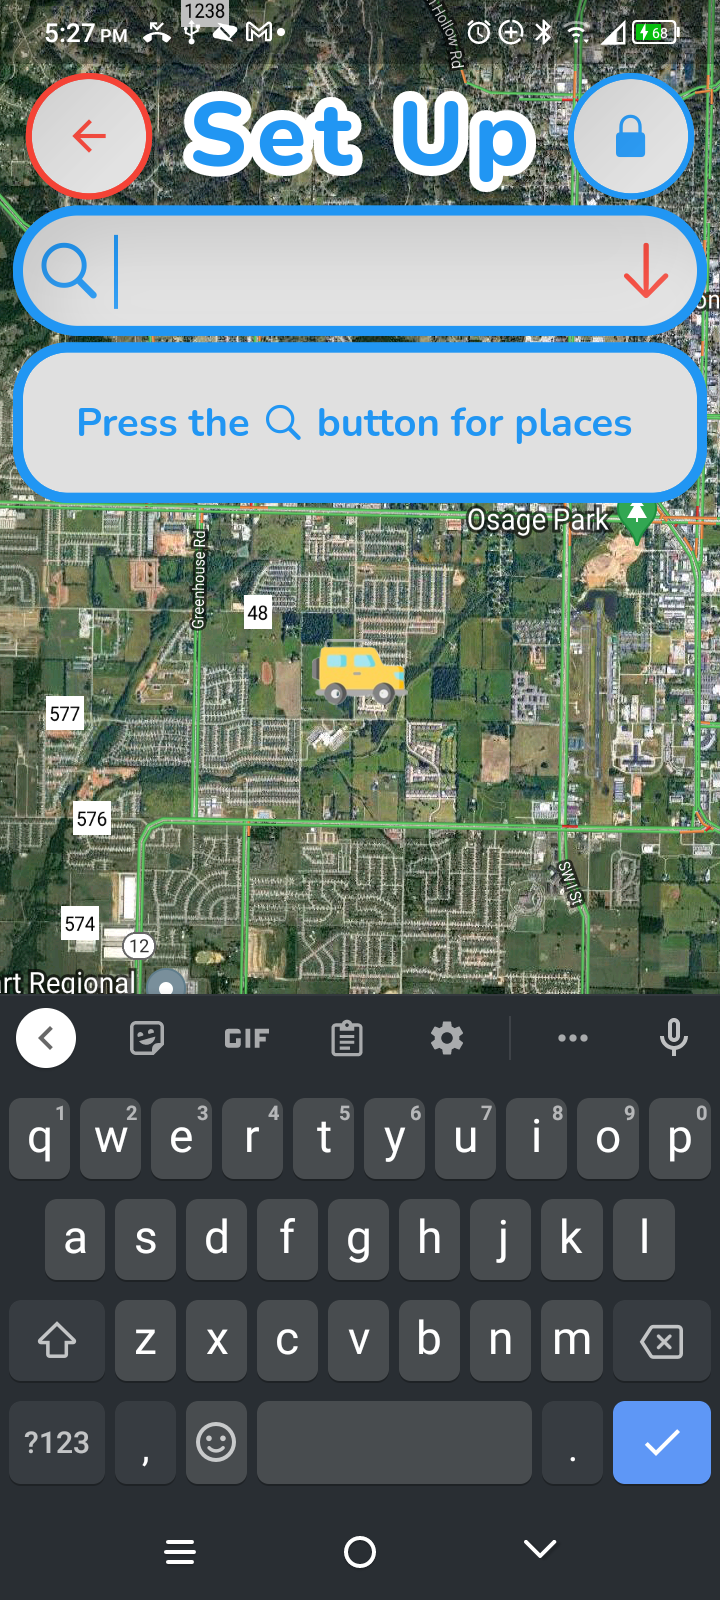 1238
5:27 PM
68
Hollow Rd
Set Up
on
Press the button for places
Osage Park
Greenhouse Rd
48
577
576
SW I St
574
12
art Regional
GIF
1 2 3 4 5 6 7 8 9 0
q w e r t y u i o p
a s d f g h j k l
z x c v b n m
?123 , .